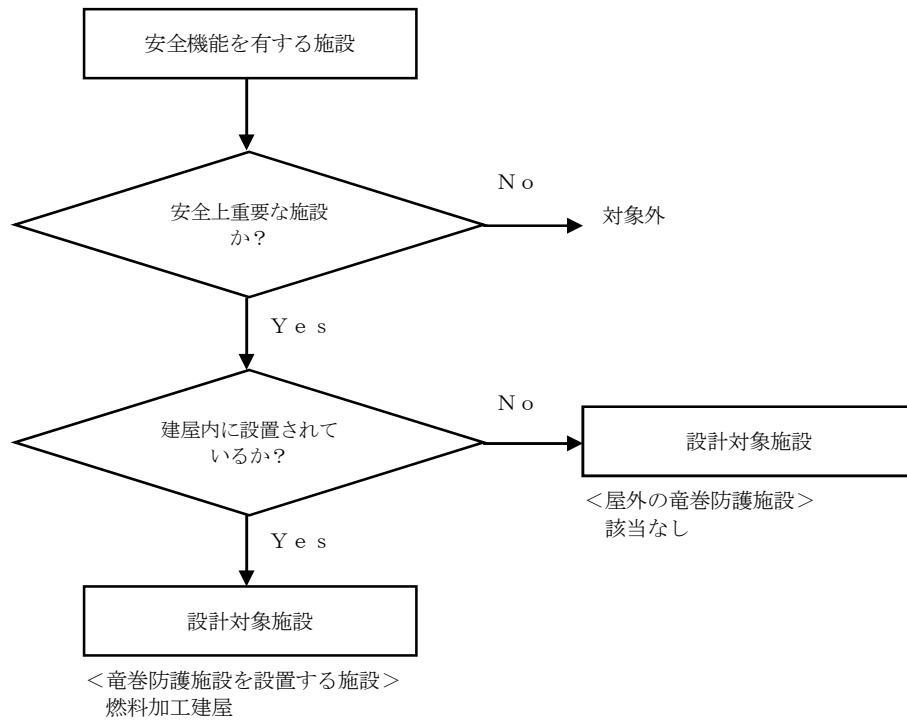 安全機能を有する施設
安全上重要な施設
か？
Ｎｏ
対象外
Ｙｅｓ
建屋内に設置されて
いるか？
Ｎｏ
設計対象施設
＜屋外の竜巻防護施設＞
該当なし
Ｙｅｓ
設計対象施設
＜竜巻防護施設を設置する施設＞
燃料加工建屋